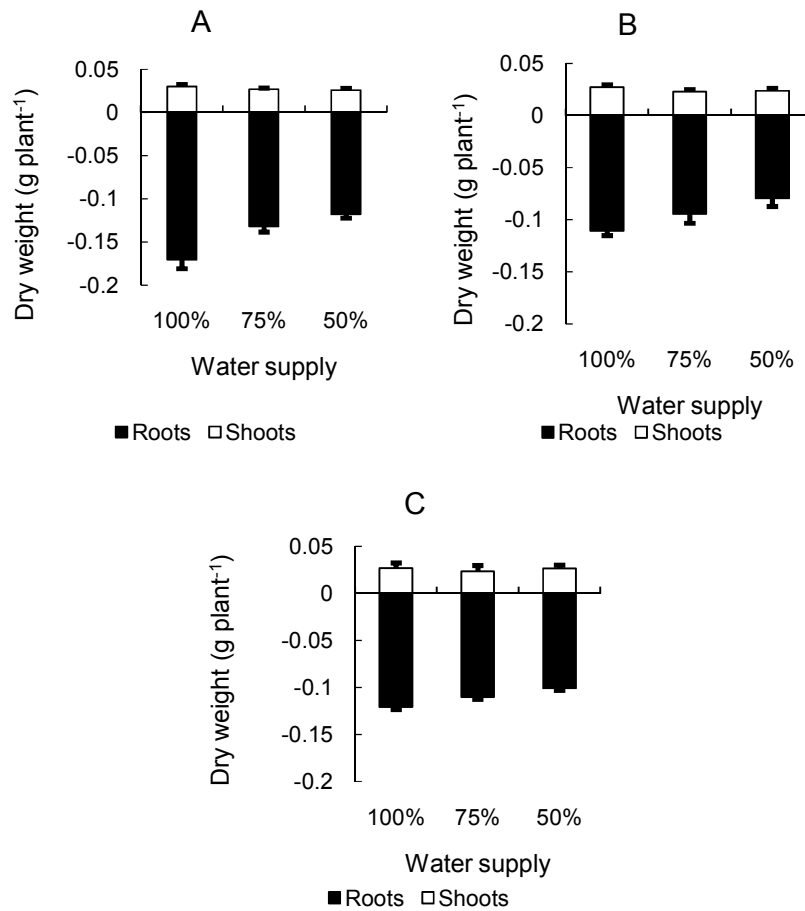 A
Dry weight (g plant⁻¹)
0.05
0
-0.05
-0.1
-0.15
-0.2
100% 75% 50%
Water supply
Roots Shoots
B
Dry weight (g plant⁻¹)
0.05
0
-0.05
-0.1
-0.15
-0.2
100% 75% 50%
Water supply
Roots Shoots
C
Dry weight (g plant⁻¹)
0.05
0
-0.05
-0.1
-0.15
-0.2
100% 75% 50%
Water supply
Roots Shoots